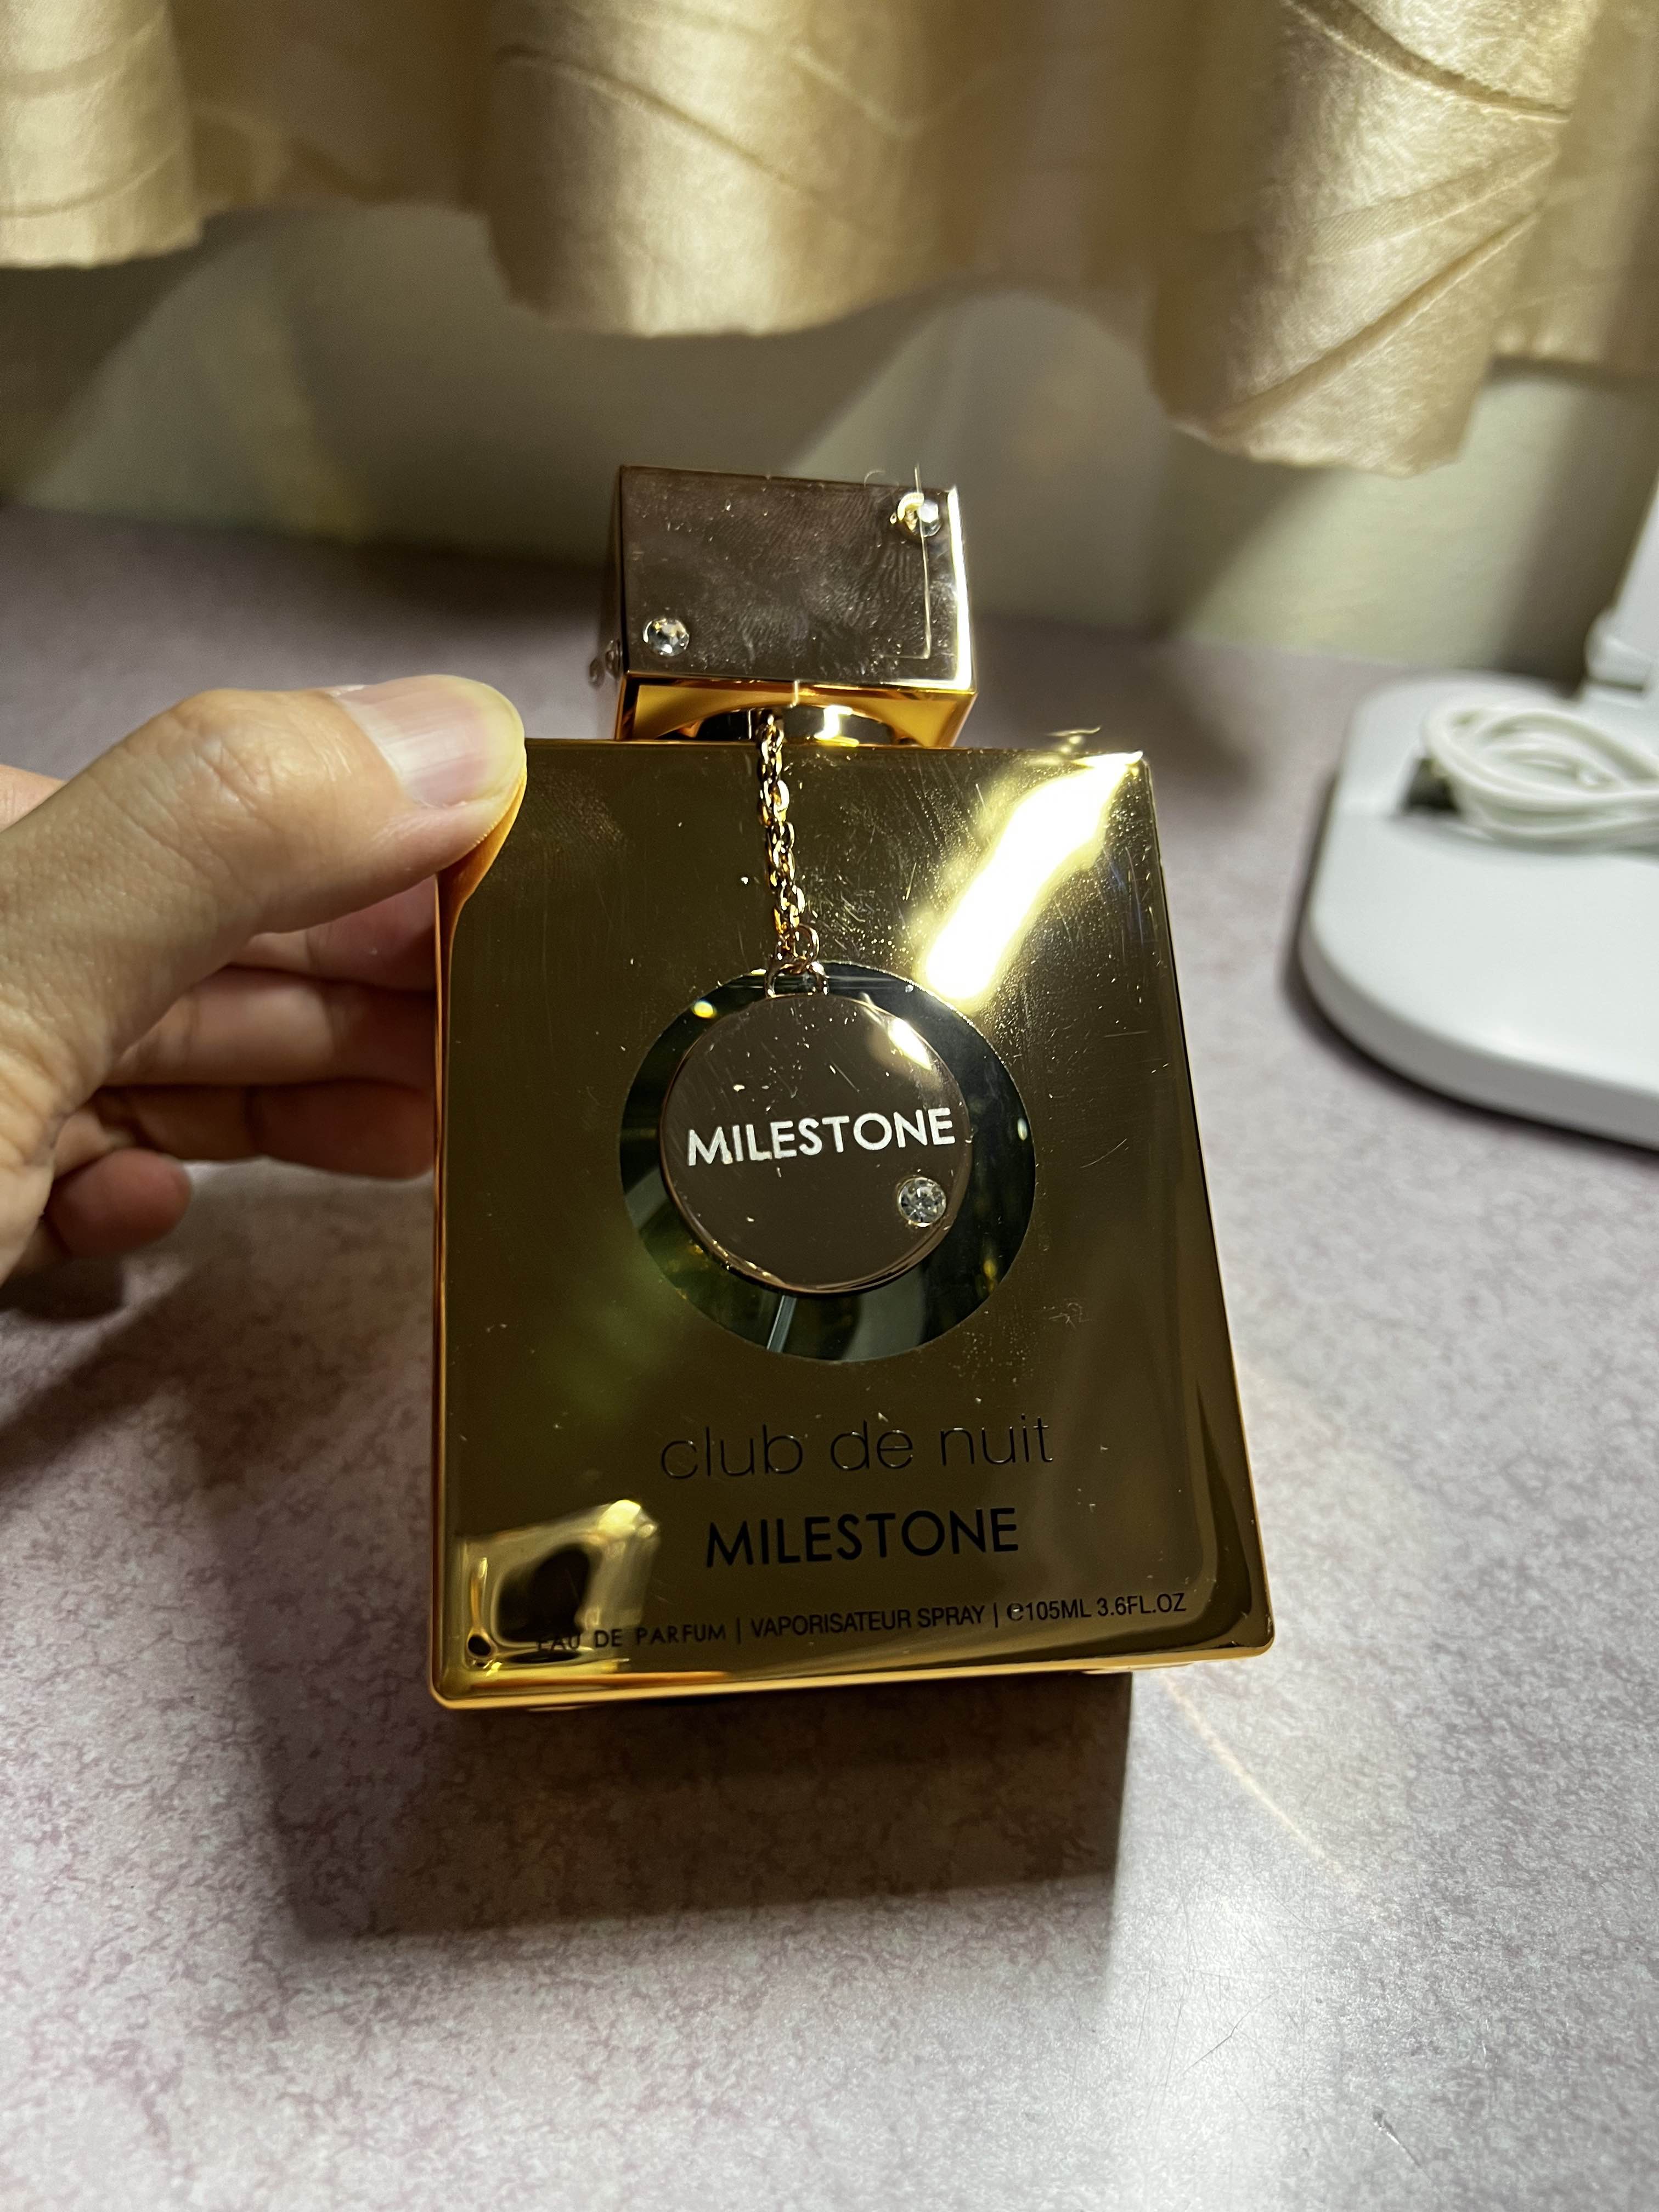 MILESTONE
club de nuit
MILESTONE
EAU DE PARFUM | VAPORISATEUR SPRAY | ℮105ML 3.6FL.OZ